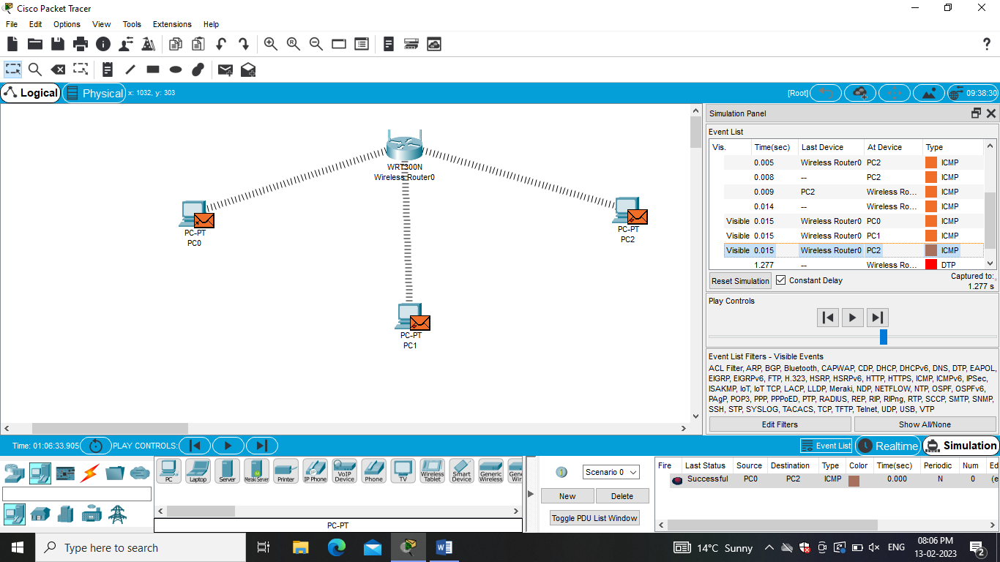 Cisco Packet Tracer
File Edit Options View Tools Extensions Help
?
Logical Physical x: 1032, y: 303 [Root] 09:38:30
WRT300N
Wireless Router0
PC-PT
PC0
PC-PT
PC2
PC-PT
PC1
Simulation Panel
Event List
Vis. Time(sec) Last Device At Device Type
0.005 Wireless Router0 PC2 ICMP
0.008 -- PC2 ICMP
0.009 PC2 Wireless Ro... ICMP
0.014 -- Wireless Ro... ICMP
Visible 0.015 Wireless Router0 PC0 ICMP
Visible 0.015 Wireless Router0 PC1 ICMP
Visible 0.015 Wireless Router0 PC2 ICMP
1.277 -- Wireless Ro... DTP
Reset Simulation Constant Delay Captured to:
1.277 s
Play Controls
Event List Filters - Visible Events
ACL Filter, ARP, BGP, Bluetooth, CAPWAP, CDP, DHCP, DHCPv6, DNS, DTP, EAPOL,
EIGRP, EIGRPv6, FTP, H.323, HSRP, HSRPv6, HTTP, HTTPS, ICMP, ICMPv6, IPSec,
ISAKMP, IoT, IoT TCP, LACP, LLDP, Meraki, NDP, NETFLOW, NTP, OSPF, OSPFv6,
PAgP, POP3, PPP, PPPoED, PTP, RADIUS, REP, RIP, RIPng, RTP, SCCP, SMTP, SNMP,
SSH, STP, SYSLOG, TACACS, TCP, TFTP, Telnet, UDP, USB, VTP
Edit Filters Show All/None
Time: 01:06:33.905 PLAY CONTROLS: Event List Realtime Simulation
PC Laptop Server Meraki Server Printer IP Phone VoIP Device Phone TV Wireless Tablet Smart Device Generic Wireless
PC-PT
Scenario 0
New Delete
Toggle PDU List Window
Fire Last Status Source Destination Type Color Time(sec) Periodic Num Ed
Successful PC0 PC2 ICMP 0.000 N 0 (e
Type here to search
14°C Sunny ENG 08:06 PM
13-02-2023
2